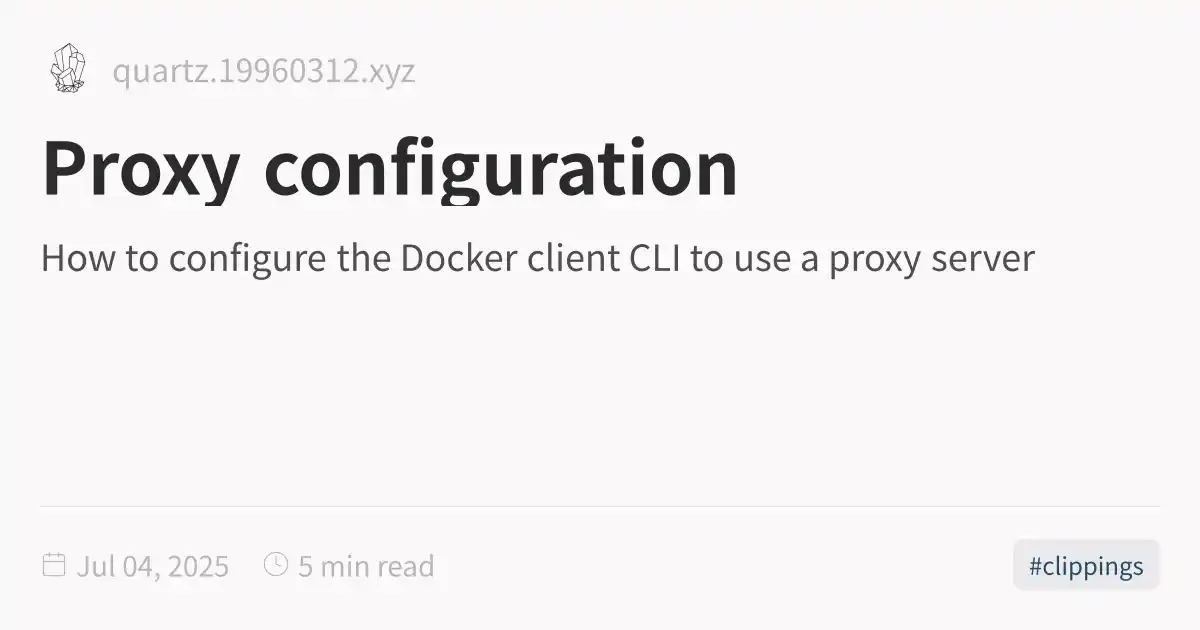 quartz.19960312.xyz
Proxy configuration
How to configure the Docker client CLI to use a proxy server
Jul 04, 2025 5 min read #clippings